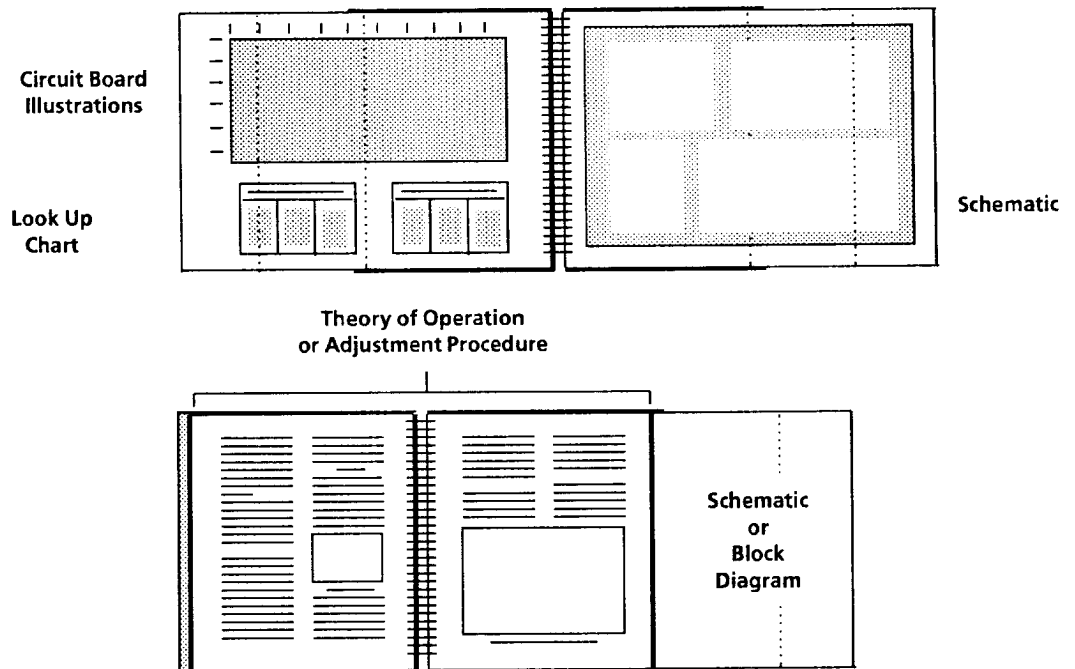 Circuit Board
Illustrations
Look Up
Chart
Schematic
Theory of Operation
or Adjustment Procedure
Schematic
or
Block
Diagram